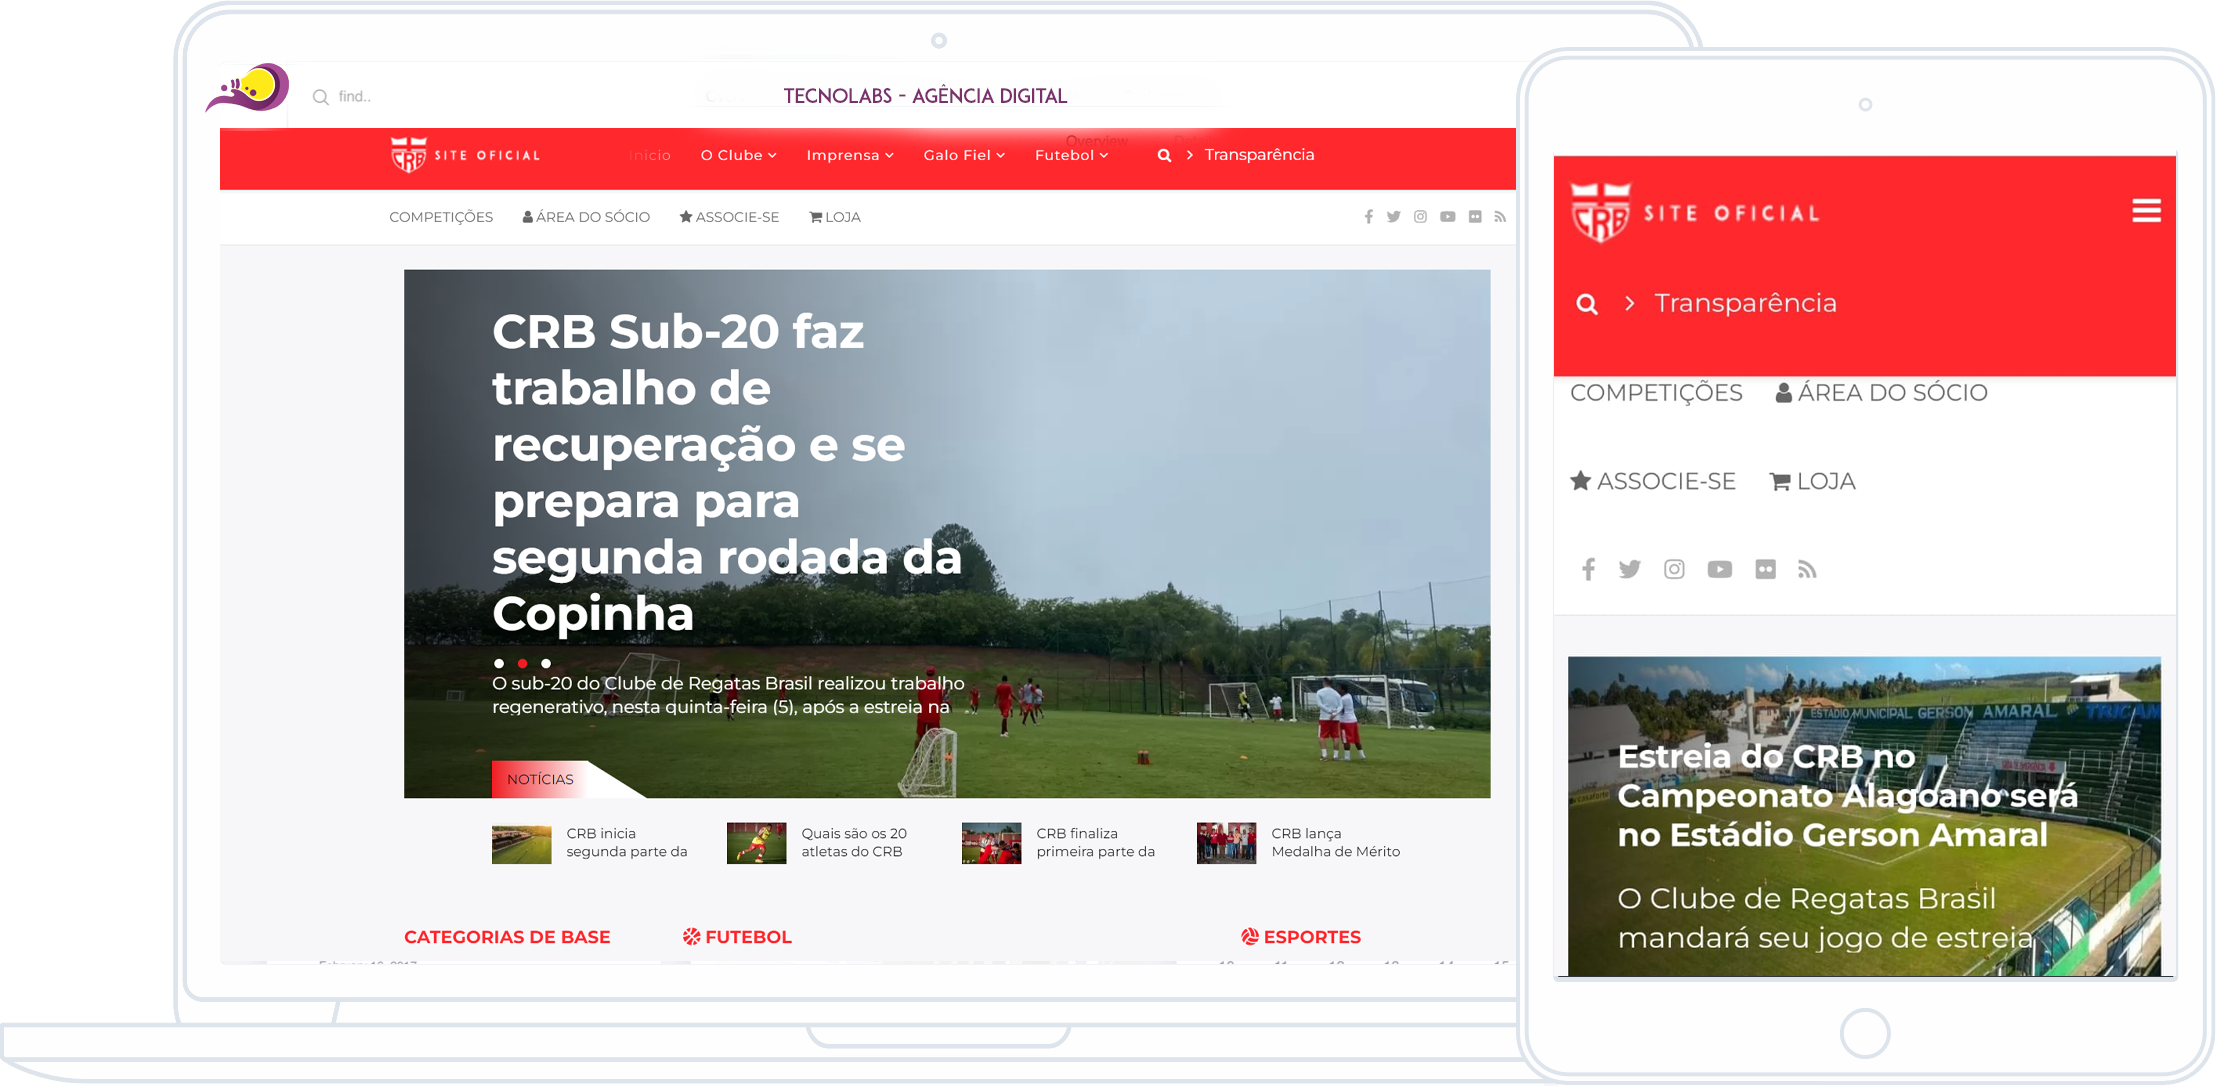 find..
TECNOLABS - AGÊNCIA DIGITAL
Overview
CRB SITE OFICIAL
Início
O Clube
Imprensa
Galo Fiel
Futebol
Transparência
COMPETIÇÕES
ÁREA DO SÓCIO
ASSOCIE-SE
LOJA
CRB Sub-20 faz
trabalho de
recuperação e se
prepara para
segunda rodada da
Copinha
O sub-20 do Clube de Regatas Brasil realizou trabalho
regenerativo, nesta quinta-feira (5), após a estreia na
NOTÍCIAS
CRB inicia
segunda parte da
Quais são os 20
atletas do CRB
CRB finaliza
primeira parte da
CRB lança
Medalha de Mérito
CATEGORIAS DE BASE
FUTEBOL
ESPORTES
CRB SITE OFICIAL
Transparência
COMPETIÇÕES
ÁREA DO SÓCIO
ASSOCIE-SE
LOJA
ESTÁDIO MUNICIPAL GERSON AMARAL
Estreia do CRB no
Campeonato Alagoano será
no Estádio Gerson Amaral
O Clube de Regatas Brasil
mandará seu jogo de estreia